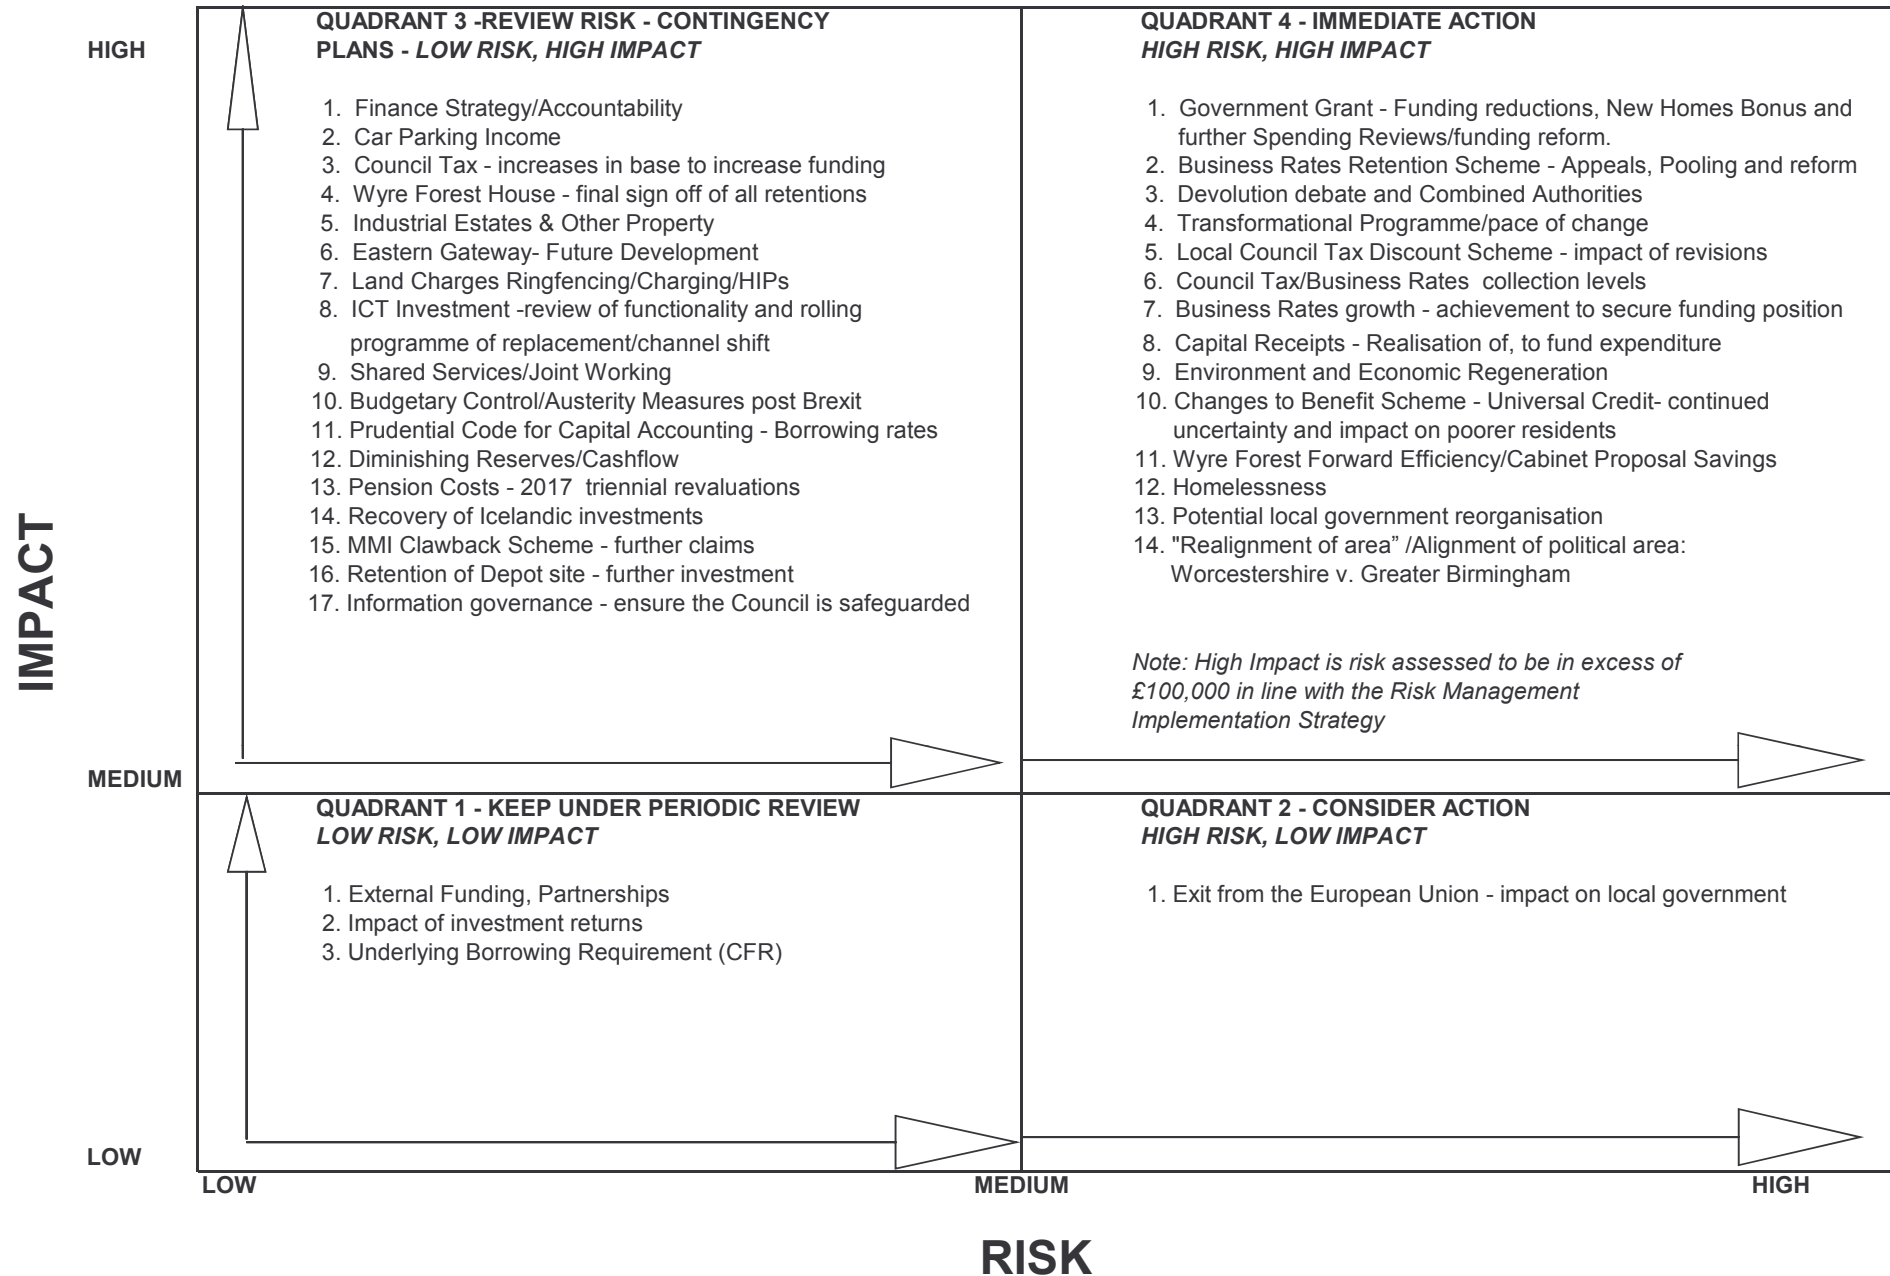 HIGH
QUADRANT 3 -REVIEW RISK - CONTINGENCY
PLANS - LOW RISK, HIGH IMPACT
1. Finance Strategy/Accountability
2. Car Parking Income
3. Council Tax - increases in base to increase funding
4. Wyre Forest House - final sign off of all retentions
5. Industrial Estates & Other Property
6. Eastern Gateway- Future Development
7. Land Charges Ringfencing/Charging/HIPs
8. ICT Investment -review of functionality and rolling
programme of replacement/channel shift
9. Shared Services/Joint Working
10. Budgetary Control/Austerity Measures post Brexit
11. Prudential Code for Capital Accounting - Borrowing rates
12. Diminishing Reserves/Cashflow
13. Pension Costs - 2017 triennial revaluations
14. Recovery of Icelandic investments
15. MMI Clawback Scheme - further claims
16. Retention of Depot site - further investment
17. Information governance - ensure the Council is safeguarded
QUADRANT 4 - IMMEDIATE ACTION
HIGH RISK, HIGH IMPACT
1. Government Grant - Funding reductions, New Homes Bonus and
further Spending Reviews/funding reform.
2. Business Rates Retention Scheme - Appeals, Pooling and reform
3. Devolution debate and Combined Authorities
4. Transformational Programme/pace of change
5. Local Council Tax Discount Scheme - impact of revisions
6. Council Tax/Business Rates collection levels
7. Business Rates growth - achievement to secure funding position
8. Capital Receipts - Realisation of, to fund expenditure
9. Environment and Economic Regeneration
10. Changes to Benefit Scheme - Universal Credit- continued
uncertainty and impact on poorer residents
11. Wyre Forest Forward Efficiency/Cabinet Proposal Savings
12. Homelessness
13. Potential local government reorganisation
14. "Realignment of area” /Alignment of political area:
Worcestershire v. Greater Birmingham
Note: High Impact is risk assessed to be in excess of
£100,000 in line with the Risk Management
Implementation Strategy
IMPACT
MEDIUM
QUADRANT 1 - KEEP UNDER PERIODIC REVIEW
LOW RISK, LOW IMPACT
1. External Funding, Partnerships
2. Impact of investment returns
3. Underlying Borrowing Requirement (CFR)
QUADRANT 2 - CONSIDER ACTION
HIGH RISK, LOW IMPACT
1. Exit from the European Union - impact on local government
LOW
LOW
MEDIUM
HIGH
RISK